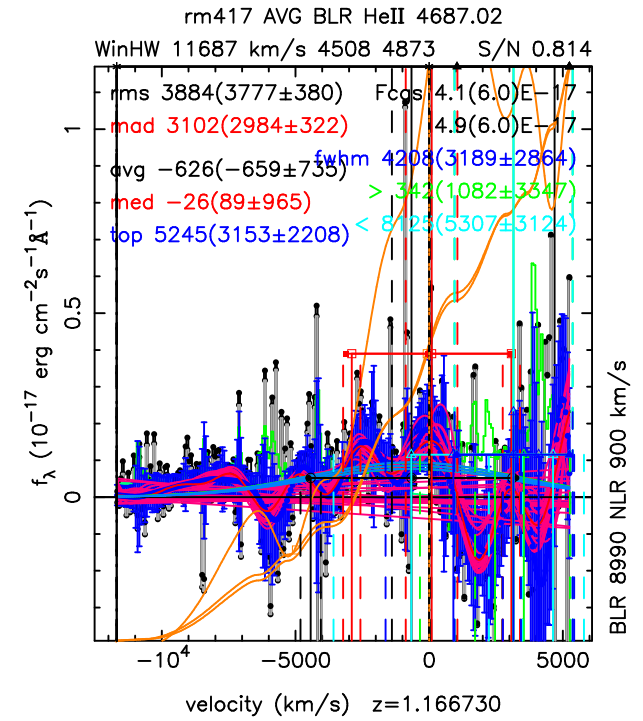 rm417 AVG BLR HeII 4687.02
WinHW 11687 km/s 4508 4873 S/N 0.814
rms 3884(3777±380) Fcgs 4.1(6.0)E−17
mad 3102(2984±322) 4.9(6.0)E−17
fwhm 4208(3189±2864)
avg −626(−659±735)
> 342(1082±3347)
med −26(89±965)
< 8125(5307±3124)
top 5245(3153±2208)
1
0.5
0
f_λ (10^−17 erg cm^−2 s^−1 Å^−1)
BLR 8990 NLR 900 km/s
−10^4 −5000 0 5000
velocity (km/s) z=1.166730